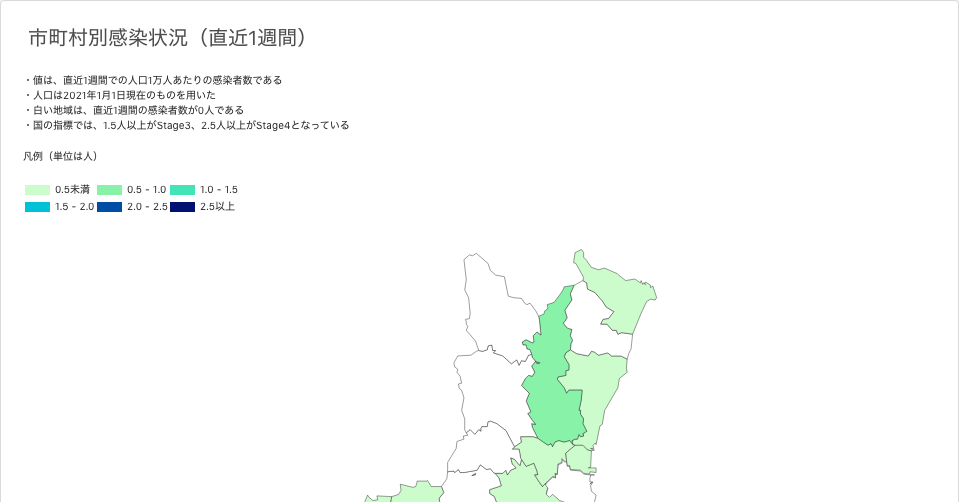 市町村別感染状況（直近1週間）
・値は、直近1週間での人口1万人あたりの感染者数である
・人口は2021年1月1日現在のものを用いた
・白い地域は、直近1週間の感染者数が0人である
・国の指標では、1.5人以上がStage3、2.5人以上がStage4となっている
凡例（単位は人）
0.5未満 0.5 - 1.0 1.0 - 1.5
1.5 - 2.0 2.0 - 2.5 2.5以上